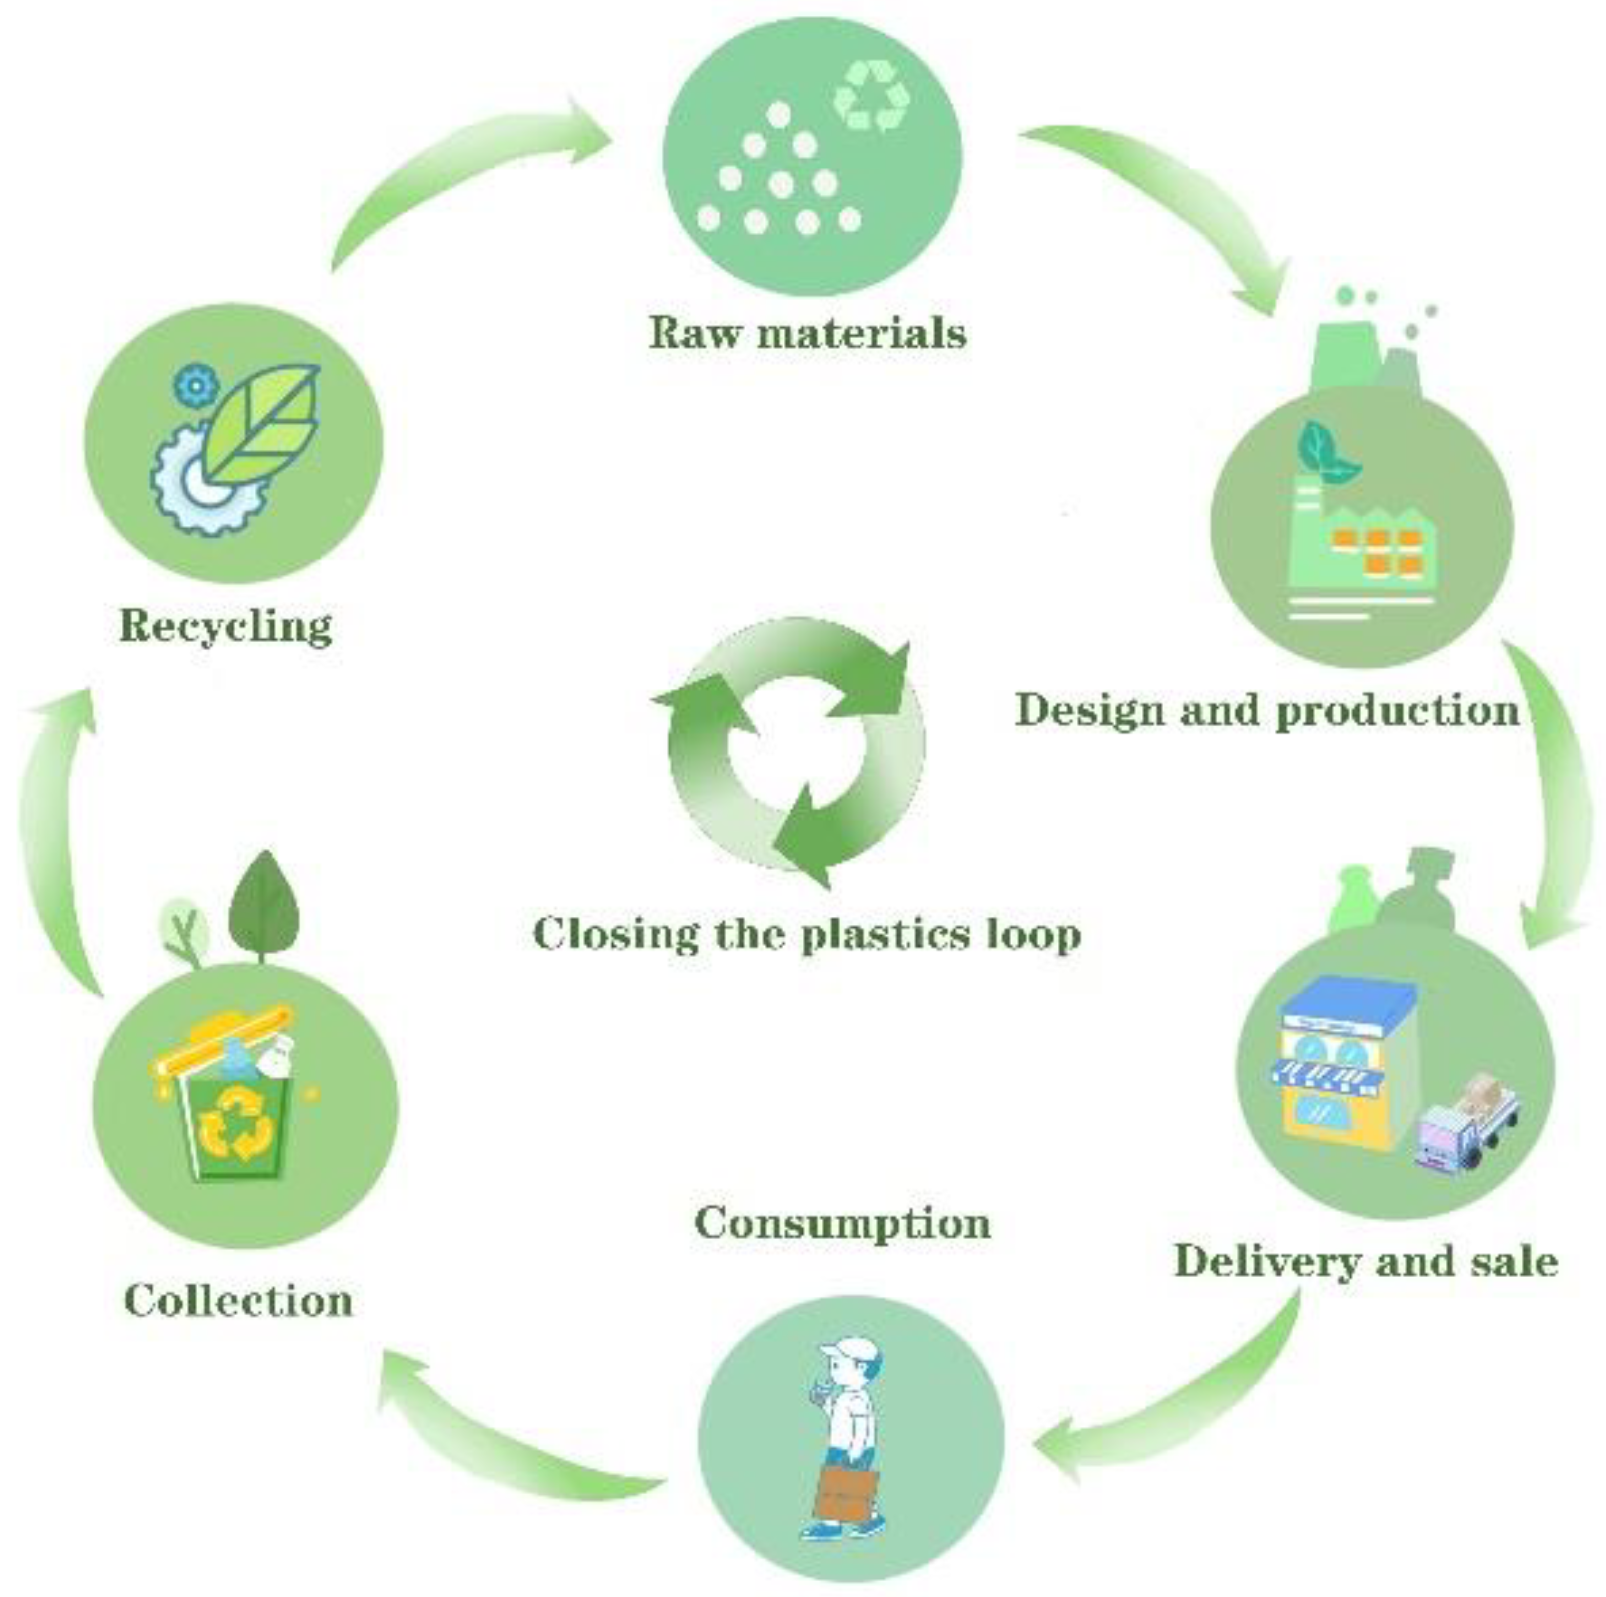 Raw materials
Recycling
Design and production
Closing the plastics loop
Consumption
Delivery and sale
Collection